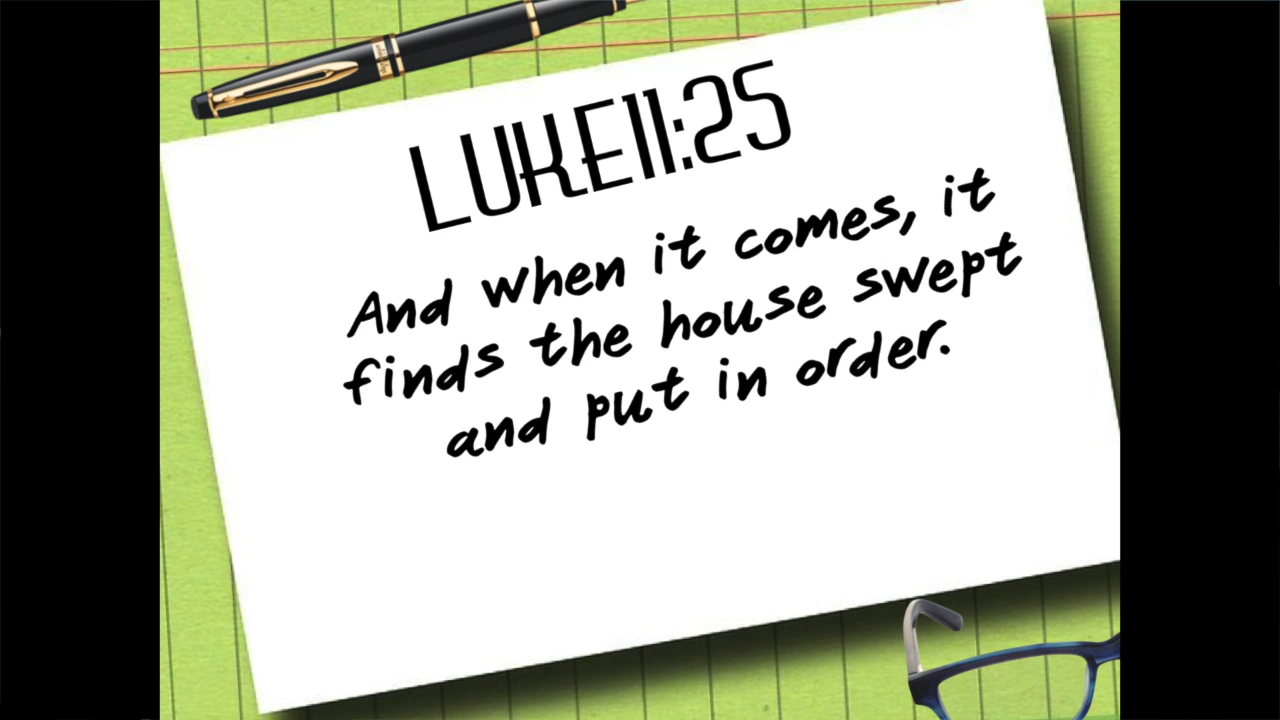 LUKE11:25
And when it comes, it
finds the house swept
and put in order.